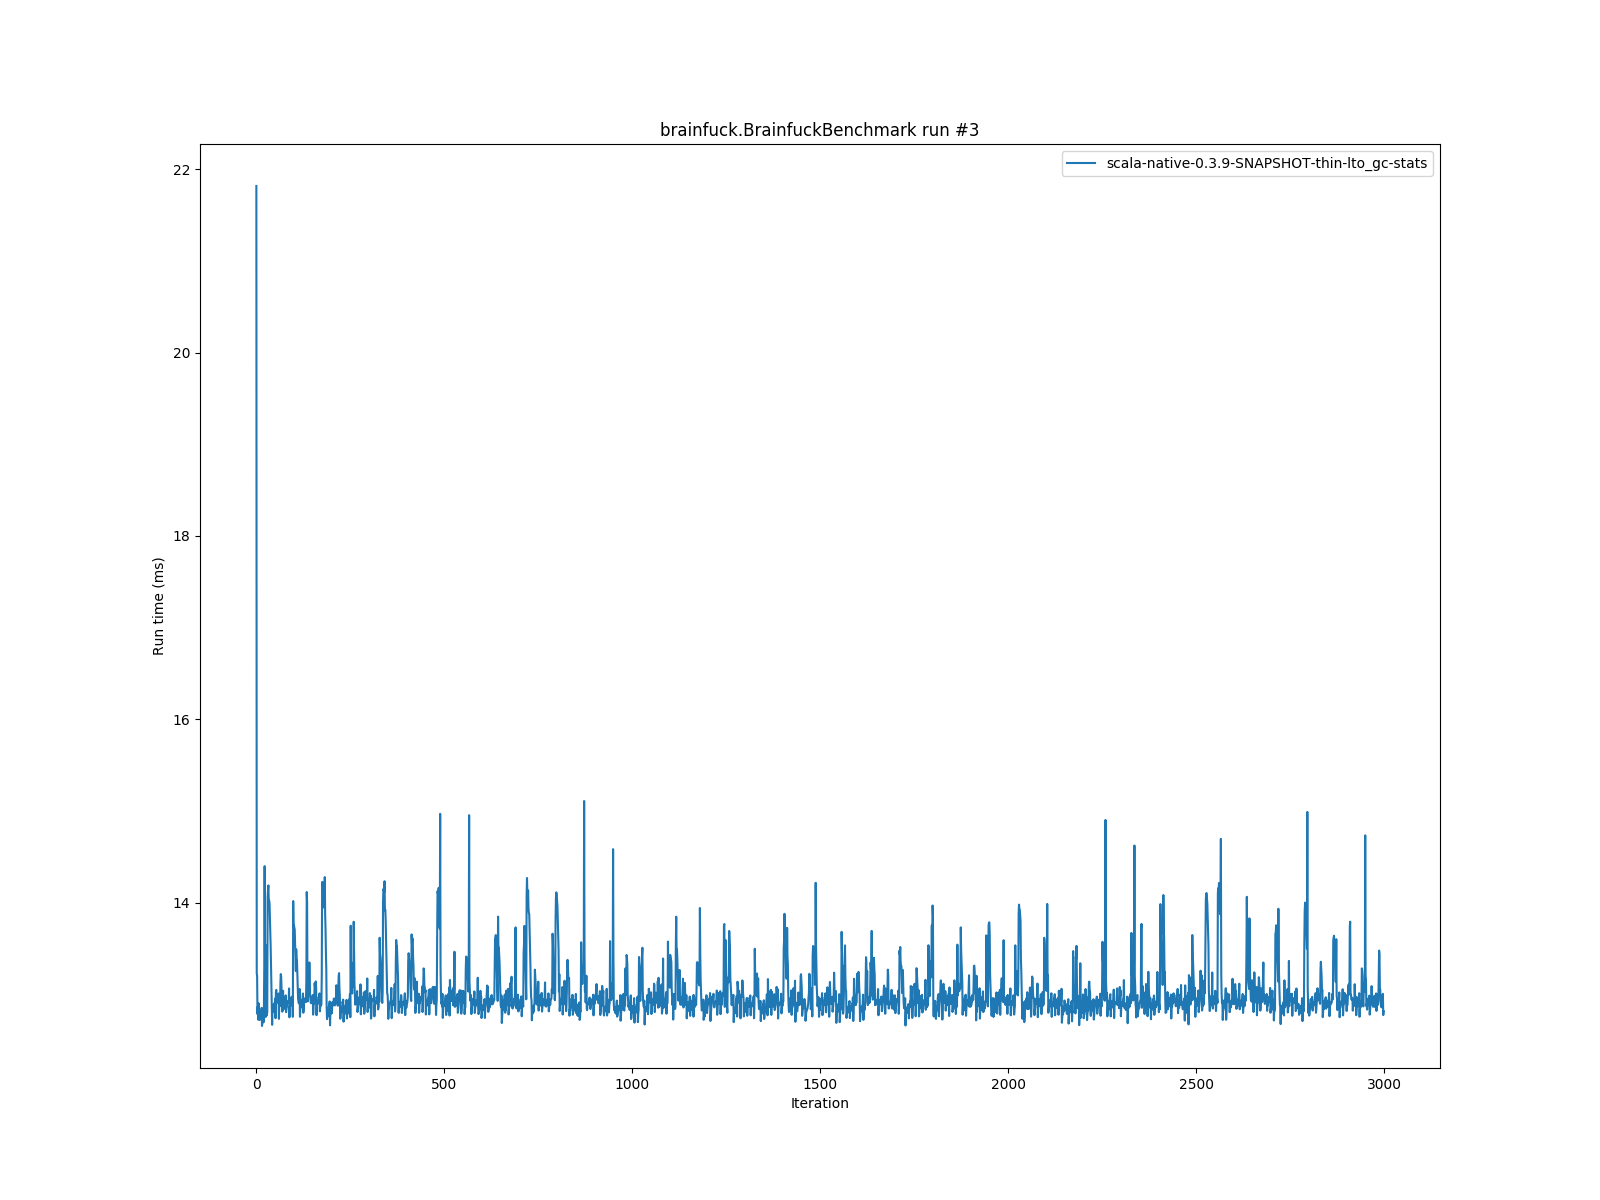 brainfuck.BrainfuckBenchmark run #3
scala-native-0.3.9-SNAPSHOT-thin-lto_gc-stats
22
20
18
16
14
Run time (ms)
0 500 1000 1500 2000 2500 3000
Iteration